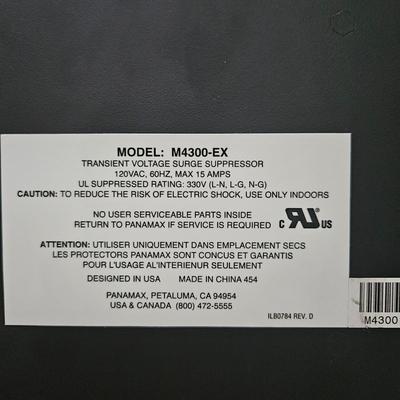 MODEL: M4300-EX
TRANSIENT VOLTAGE SURGE SUPPRESSOR
120VAC, 60HZ, MAX 15 AMPS
UL SUPPRESSED RATING: 330V (L-N, L-G, N-G)
CAUTION: TO REDUCE THE RISK OF ELECTRIC SHOCK, USE ONLY INDOORS
NO USER SERVICEABLE PARTS INSIDE
RETURN TO PANAMAX IF SERVICE IS REQUIRED
C RU US
ATTENTION: UTILISER UNIQUEMENT DANS EMPLACEMENT SECS
LES PROTECTORS PANAMAX SONT CONCUS ET GARANTIS
POUR L'USAGE AL'INTERIENUR SEULEMENT
DESIGNED IN USA MADE IN CHINA 454
PANAMAX, PETALUMA, CA 94954
USA & CANADA (800) 472-5555
ILB0784 REV. D
M4300